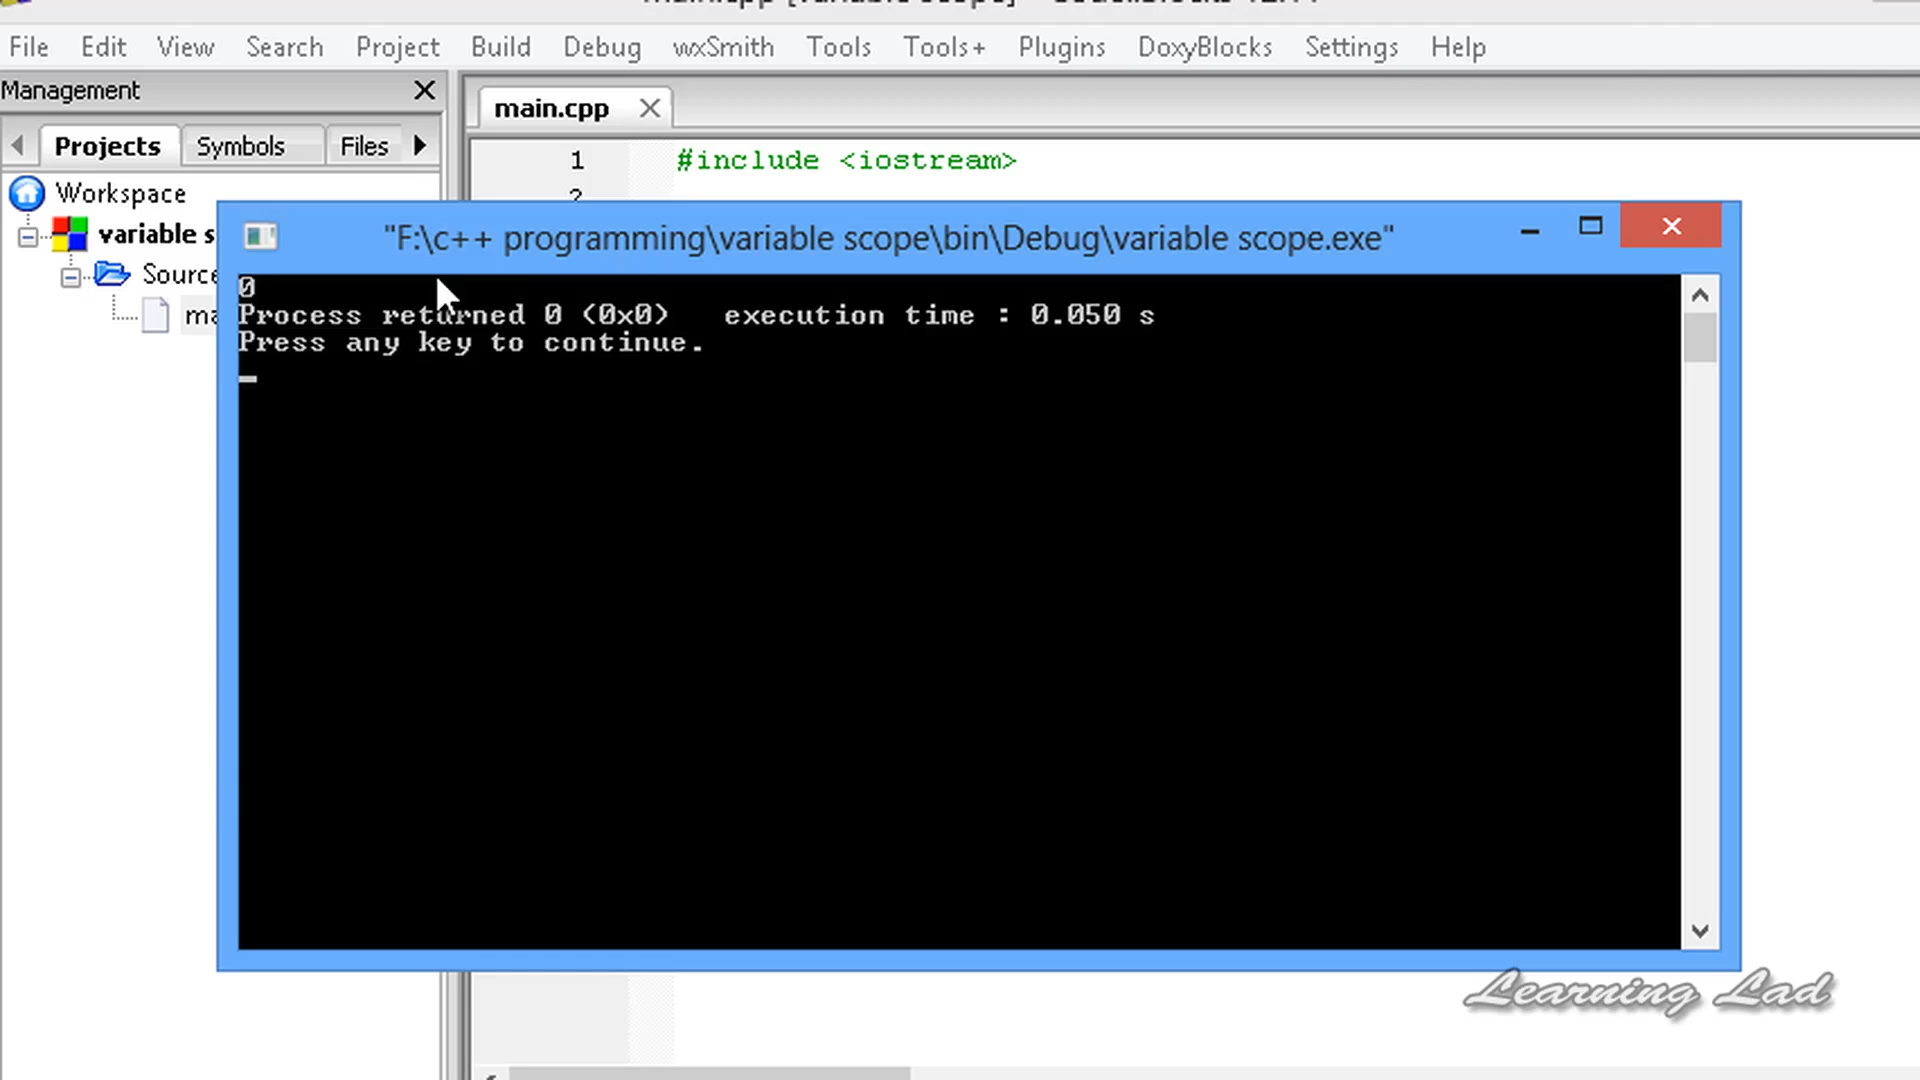 File Edit View Search Project Build Debug wxSmith Tools Tools+ Plugins DoxyBlocks Settings Help
Management
main.cpp
Projects Symbols Files
1 #include <iostream>
Workspace
variable s
Source
"F:\c++ programming\variable scope\bin\Debug\variable scope.exe"
0
Process returned 0 (0x0) execution time : 0.050 s
Press any key to continue.
Learning Lad